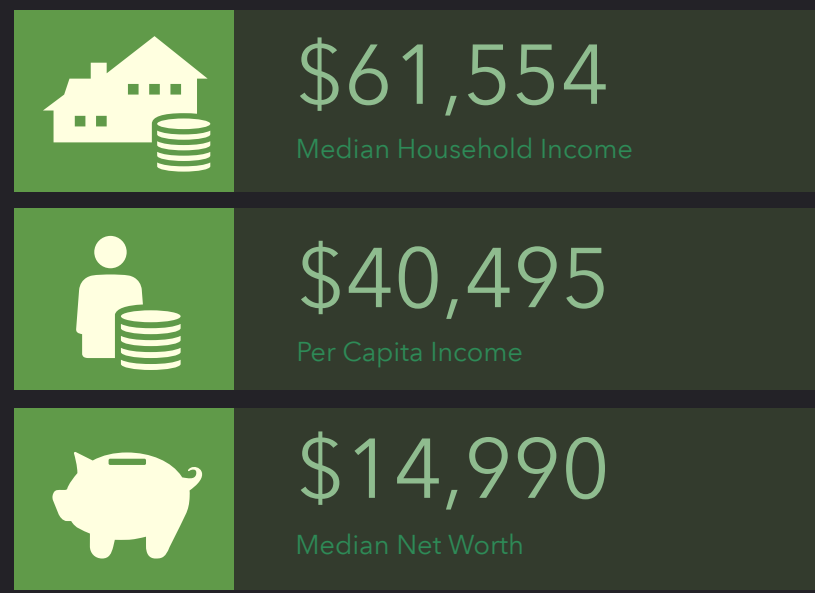 $61,554
Median Household Income
$40,495
Per Capita Income
$14,990
Median Net Worth